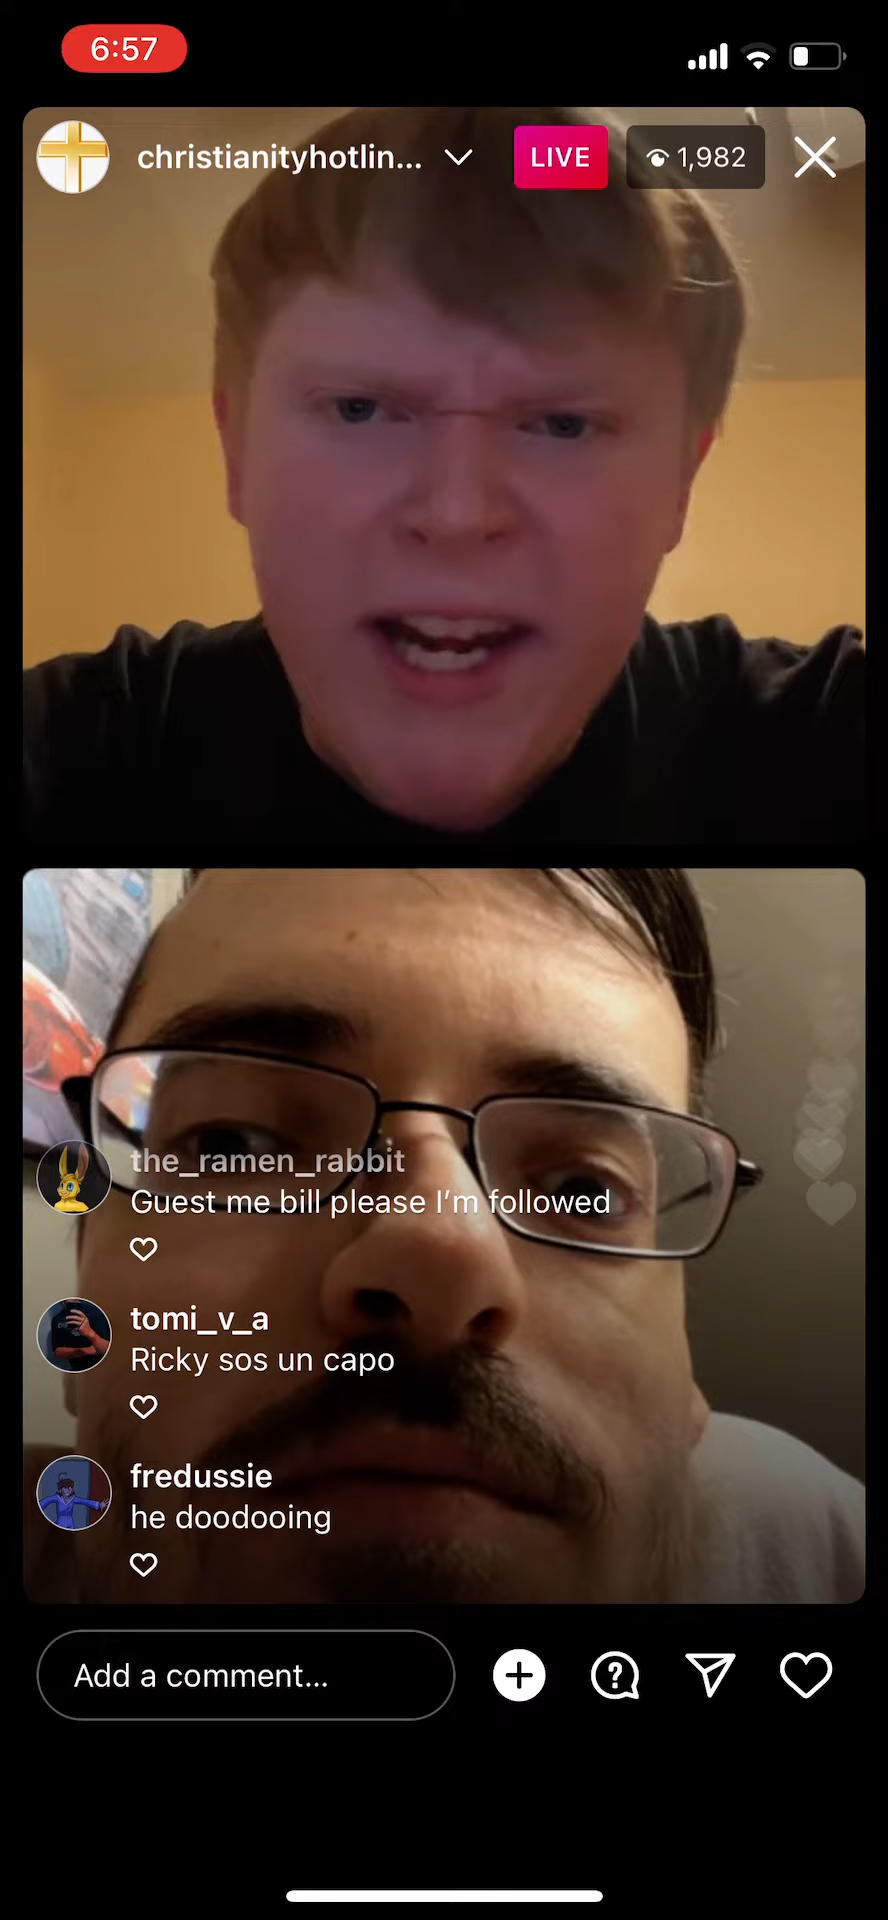 6:57
christianityhotlin...
LIVE
1,982
the_ramen_rabbit
Guest me bill please I’m followed
tomi_v_a
Ricky sos un capo
fredussie
he doodooing
Add a comment...